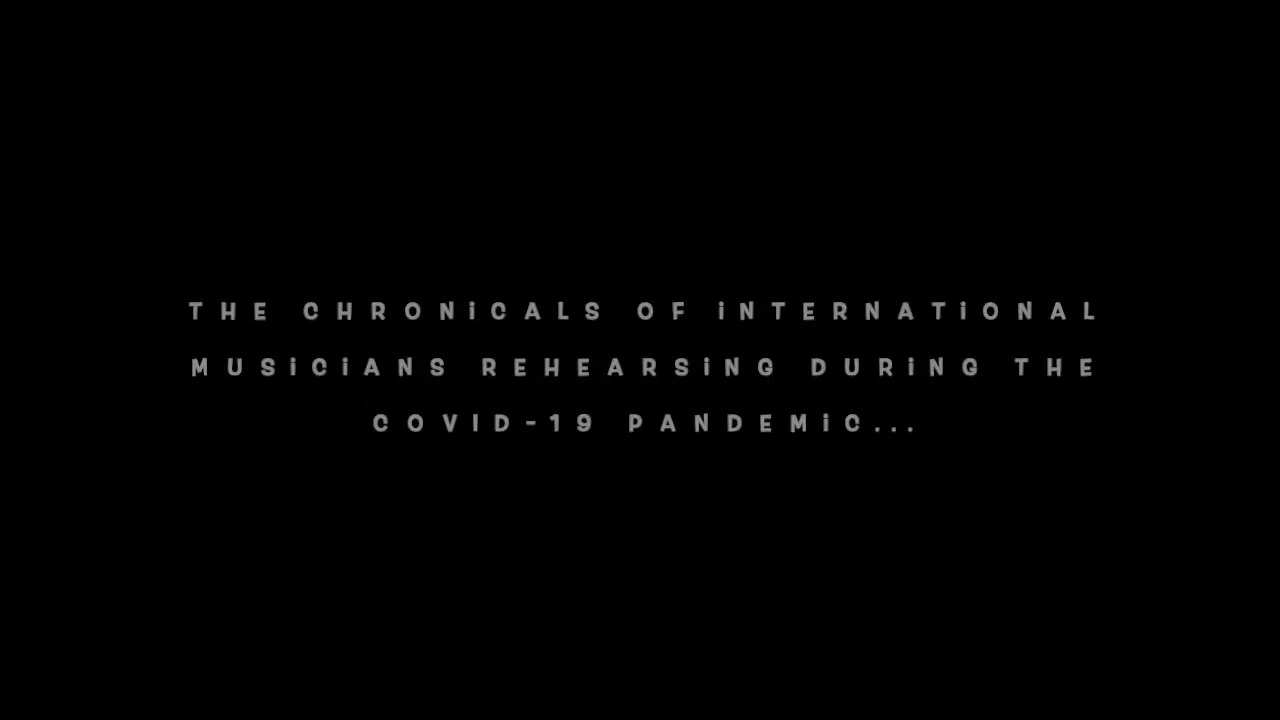 THE CHRONiCALS OF iNTERNATiONAL
MUSiCiANS REHEARSiNG DURiNG THE
COVID-19 PANDEMiC...